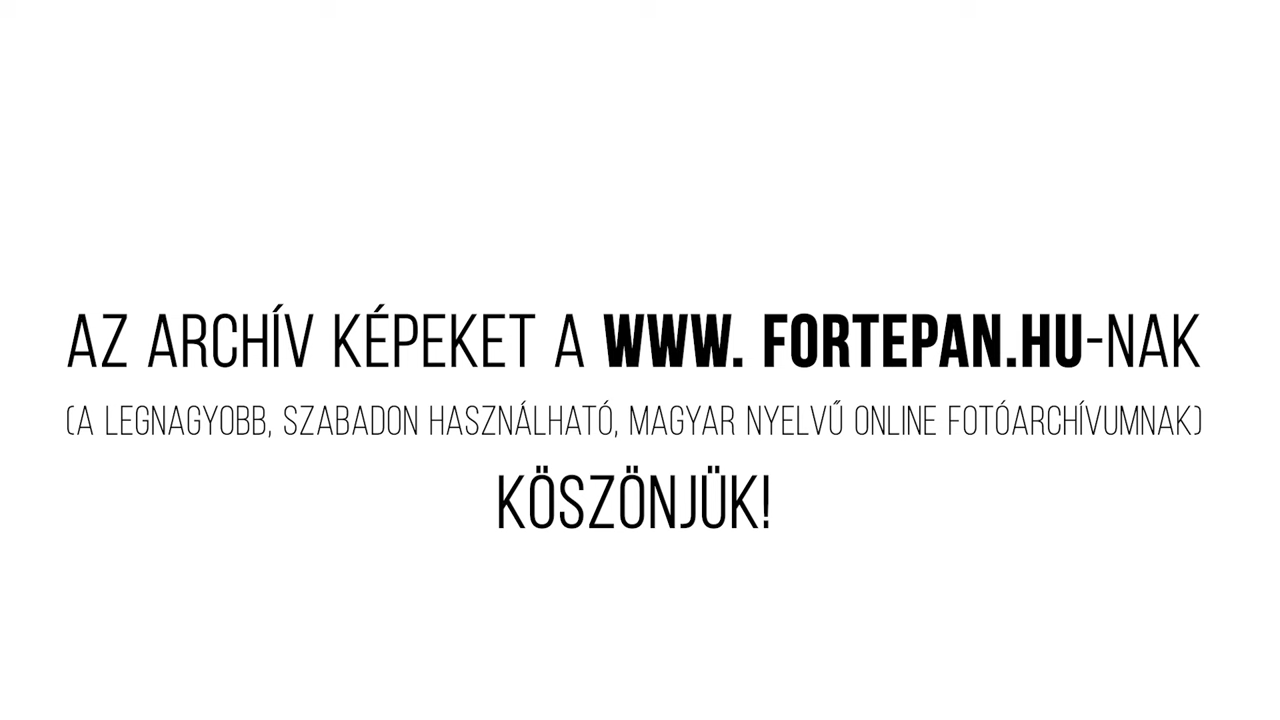 AZ ARCHÍV KÉPEKET A WWW. FORTEPAN.HU-NAK
(A LEGNAGYOBB, SZABADON HASZNÁLHATÓ, MAGYAR NYELVŰ ONLINE FOTÓARCHÍVUMNAK)
KÖSZÖNJÜK!